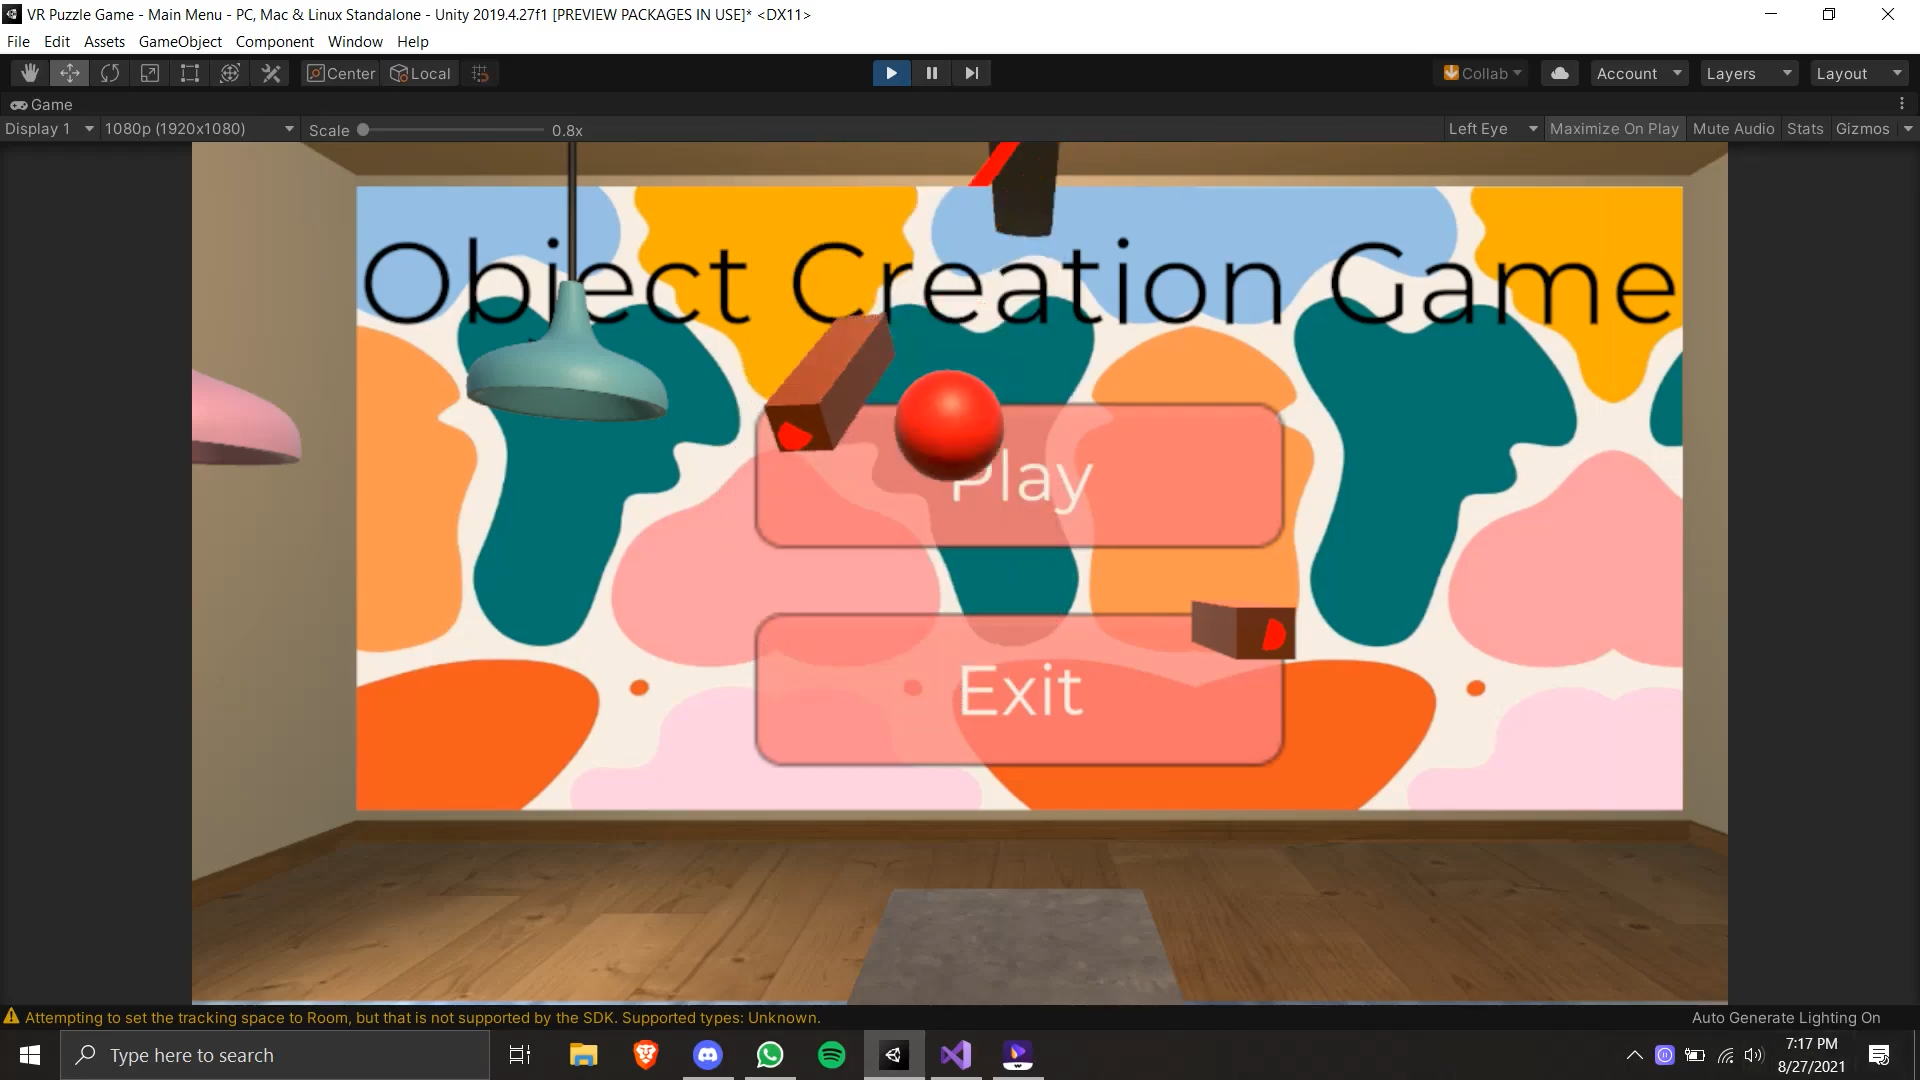 VR Puzzle Game - Main Menu - PC, Mac & Linux Standalone - Unity 2019.4.27f1 [PREVIEW PACKAGES IN USE]* <DX11>
File Edit Assets GameObject Component Window Help
Center Local Collab Account Layers Layout
Game
Display 1 1080p (1920x1080) Scale 0.8x Left Eye Maximize On Play Mute Audio Stats Gizmos
Object Creation Game
Play
Exit
Attempting to set the tracking space to Room, but that is not supported by the SDK. Supported types: Unknown.
Auto Generate Lighting On
Type here to search
7:17 PM
8/27/2021